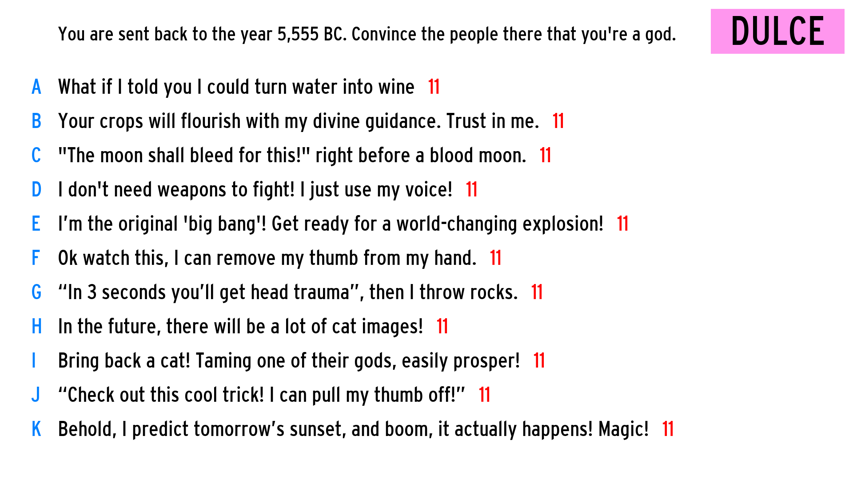 You are sent back to the year 5,555 BC. Convince the people there that you're a god.
DULCE
A What if I told you I could turn water into wine 11
B Your crops will flourish with my divine guidance. Trust in me. 11
C "The moon shall bleed for this!" right before a blood moon. 11
D I don't need weapons to fight! I just use my voice! 11
E I’m the original 'big bang'! Get ready for a world-changing explosion! 11
F Ok watch this, I can remove my thumb from my hand. 11
G “In 3 seconds you’ll get head trauma”, then I throw rocks. 11
H In the future, there will be a lot of cat images! 11
I Bring back a cat! Taming one of their gods, easily prosper! 11
J “Check out this cool trick! I can pull my thumb off!” 11
K Behold, I predict tomorrow’s sunset, and boom, it actually happens! Magic! 11